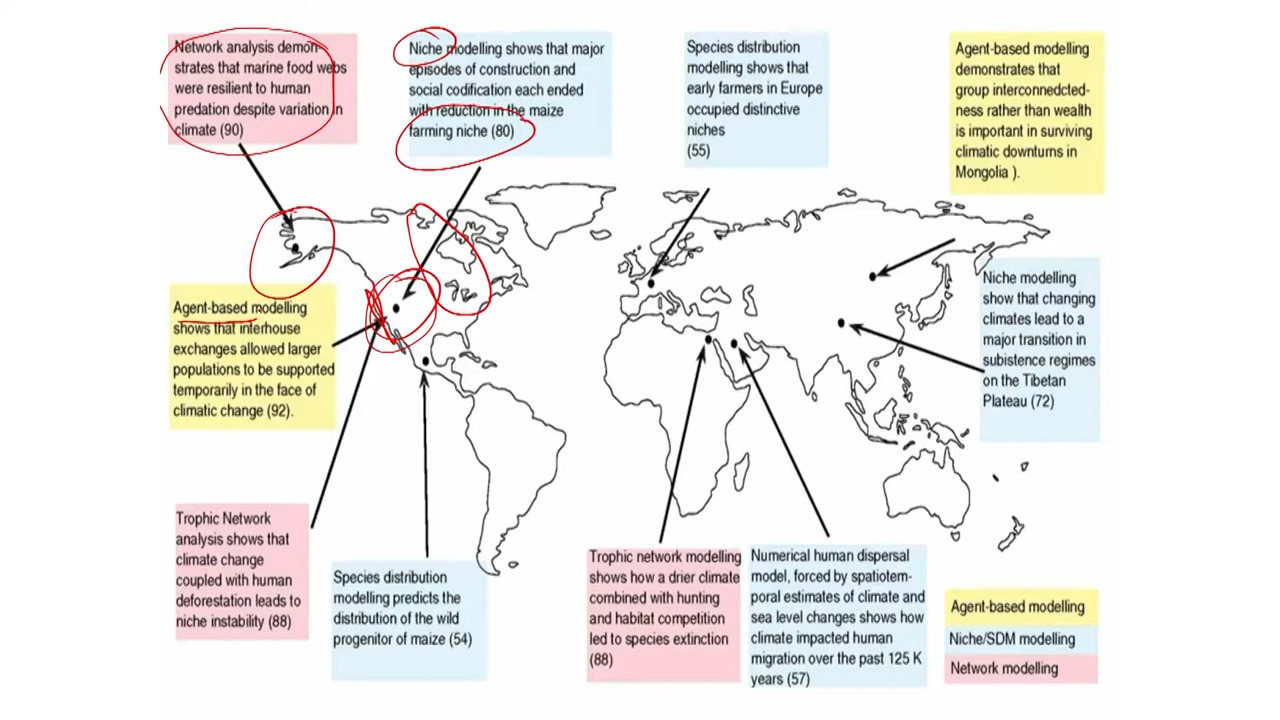 Network analysis demon-
strates that marine food webs
were resilient to human
predation despite variation in
climate (90)
Niche modelling shows that major
episodes of construction and
social codification each ended
with reduction in the maize
farming niche (80)
Species distribution
modelling shows that
early farmers in Europe
occupied distinctive
niches
(55)
Agent-based modelling
demonstrates that
group interconnedcted-
ness rather than wealth
is important in surviving
climatic downturns in
Mongolia ).
Agent-based modelling
shows that interhouse
exchanges allowed larger
populations to be supported
temporarily in the face of
climatic change (92).
Niche modelling
show that changing
climates lead to a
major transition in
subistence regimes
on the Tibetan
Plateau (72)
Trophic Network
analysis shows that
climate change
coupled with human
deforestation leads to
niche instability (88)
Species distribution
modelling predicts the
distribution of the wild
progenitor of maize (54)
Trophic network modelling
shows how a drier climate
combined with hunting
and habitat competition
led to species extinction
(88)
Numerical human dispersal
model, forced by spatiotem-
poral estimates of climate and
sea level changes shows how
climate impacted human
migration over the past 125 K
years (57)
Agent-based modelling
Niche/SDM modelling
Network modelling